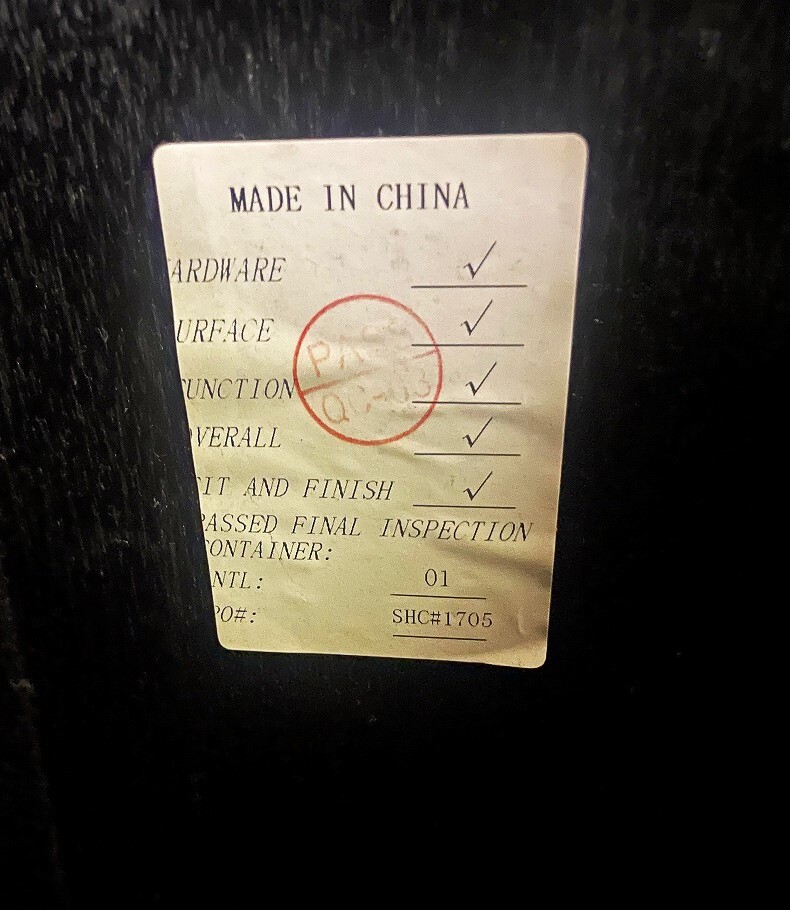 MADE IN CHINA
ARDWARE ✓
URFACE ✓
UNCTION ✓
VERALL ✓
IT AND FINISH ✓
PASSED FINAL INSPECTION
CONTAINER:
NTL: 01
PO#: SHC#1705